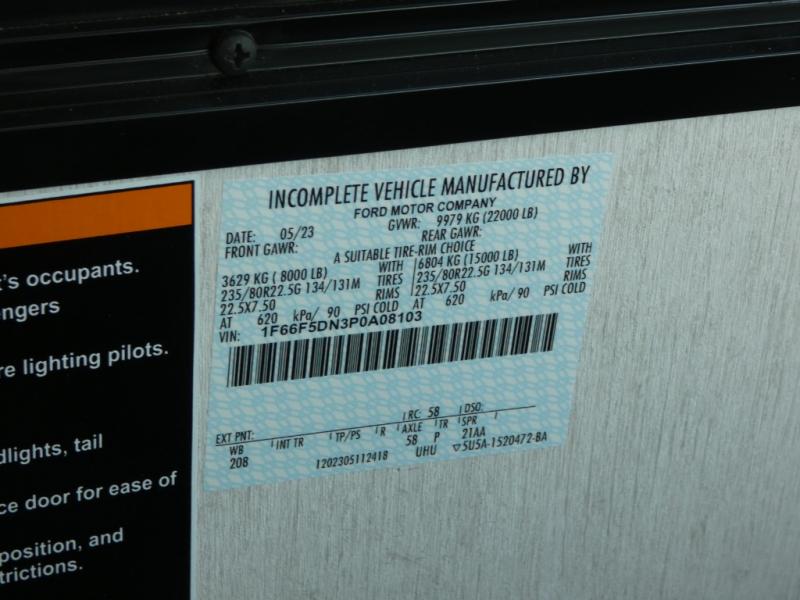 INCOMPLETE VEHICLE MANUFACTURED BY
FORD MOTOR COMPANY
DATE: 05/23 GVWR: 9979 KG (22000 LB)
FRONT GAWR: REAR GAWR:
A SUITABLE TIRE-RIM CHOICE
3629 KG ( 8000 LB) WITH 6804 KG (15000 LB) WITH
235/80R22.5G 134/131M TIRES 235/80R22.5G 134/131M TIRES
22.5X7.50 RIMS 22.5X7.50 RIMS
AT 620 kPa/ 90 PSI COLD AT 620 kPa/ 90 PSI COLD
VIN: 1F66F5DN3P0A08103
RC: 58 DSO:
EXT PNT: INT TR TP/PS R AXLE TR SPR
WB 58 P 21AA
208 1202305112418 UHU ▽5U5A-1520472-BA
t's occupants.
engers
re lighting pilots.
dlights, tail
ce door for ease of
position, and
trictions.